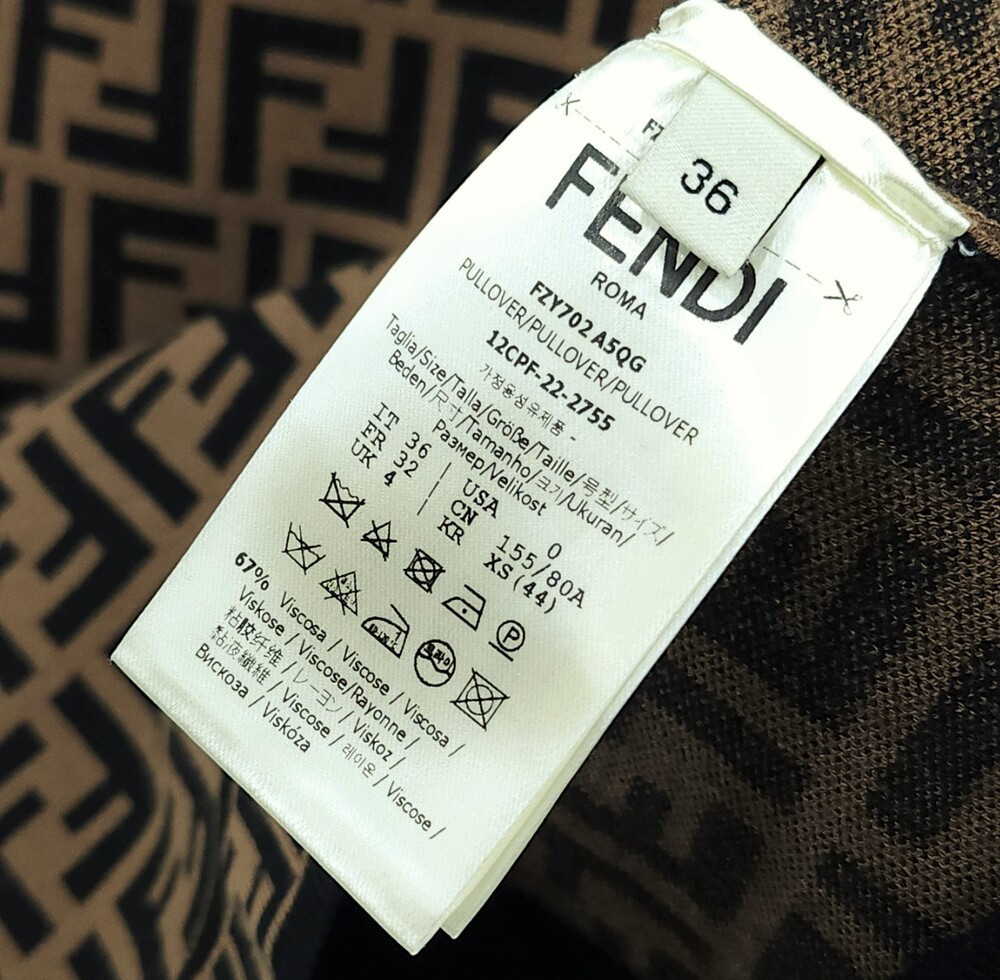 36
FENDI
ROMA
FZY702 A5QG
PULLOVER/PULLOVER/PULLOVER
12CPF-22-2755
가정용섬유제품 -
Taglia/Size/Talla/Größe/Taille/号型/サイズ/
Beden/尺寸/Tamanho/크기/Ukuran/
Размер/Velikost
IT 36 | USA 0
FR 32 | CN 155/80A
UK 4 | KR XS(44)
P
67% Viscosa / Viscose / Viscosa /
Viskose / Viscose/Rayonne /
粘胶纤维 / レーヨン / Viskoz /
黏液纖維 / Viscose / 레이온 / Viscose /
Вискоза / Viskóza